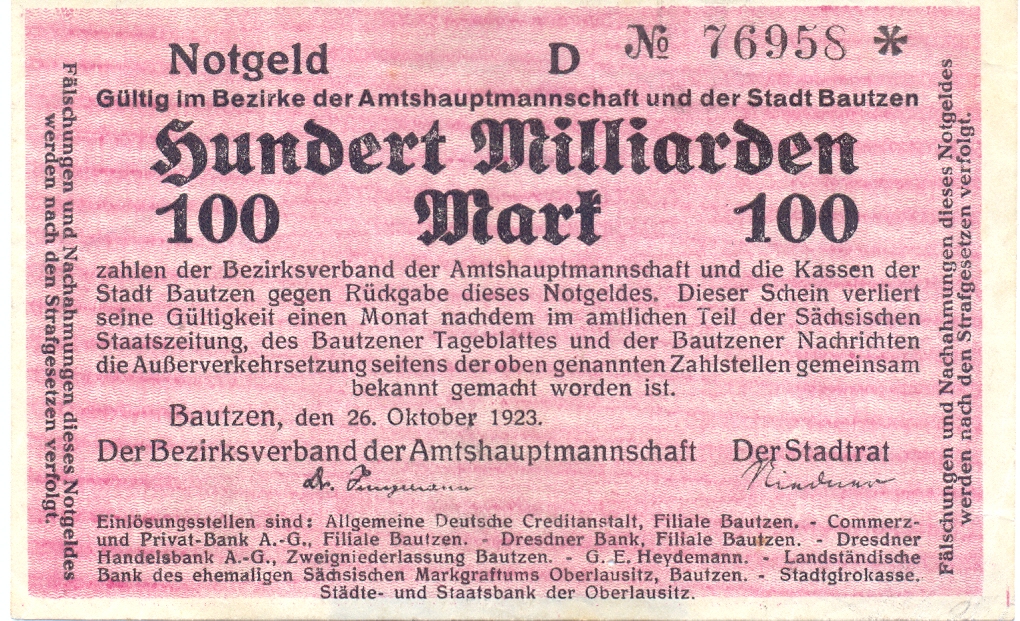 Notgeld D № 76958 *
Gültig im Bezirke der Amtshauptmannschaft und der Stadt Bautzen
Hundert Milliarden
100 Mark 100
zahlen der Bezirksverband der Amtshauptmannschaft und die Kassen der
Stadt Bautzen gegen Rückgabe dieses Notgeldes. Dieser Schein verliert
seine Gültigkeit einen Monat nachdem im amtlichen Teil der Sächsischen
Staatszeitung, des Bautzener Tageblattes und der Bautzener Nachrichten
die Außerverkehrsetzung seitens der oben genannten Zahlstellen gemeinsam
bekannt gemacht worden ist.
Bautzen, den 26. Oktober 1923.
Der Bezirksverband der Amtshauptmannschaft Der Stadtrat
Dr.
Einlösungsstellen sind: Allgemeine Deutsche Creditanstalt, Filiale Bautzen. - Commerz-
und Privat-Bank A.-G., Filiale Bautzen. - Dresdner Bank, Filiale Bautzen. - Dresdner
Handelsbank A.-G., Zweigniederlassung Bautzen. - G. E. Heydemann. - Landständische
Bank des ehemaligen Sächsischen Markgraftums Oberlausitz, Bautzen. - Stadtgirokasse.
Städte- und Staatsbank der Oberlausitz.
Fälschungen und Nachahmungen dieses Notgeldes
werden nach den Strafgesetzen verfolgt.
Fälschungen und Nachahmungen dieses Notgeldes
werden nach den Strafgesetzen verfolgt.